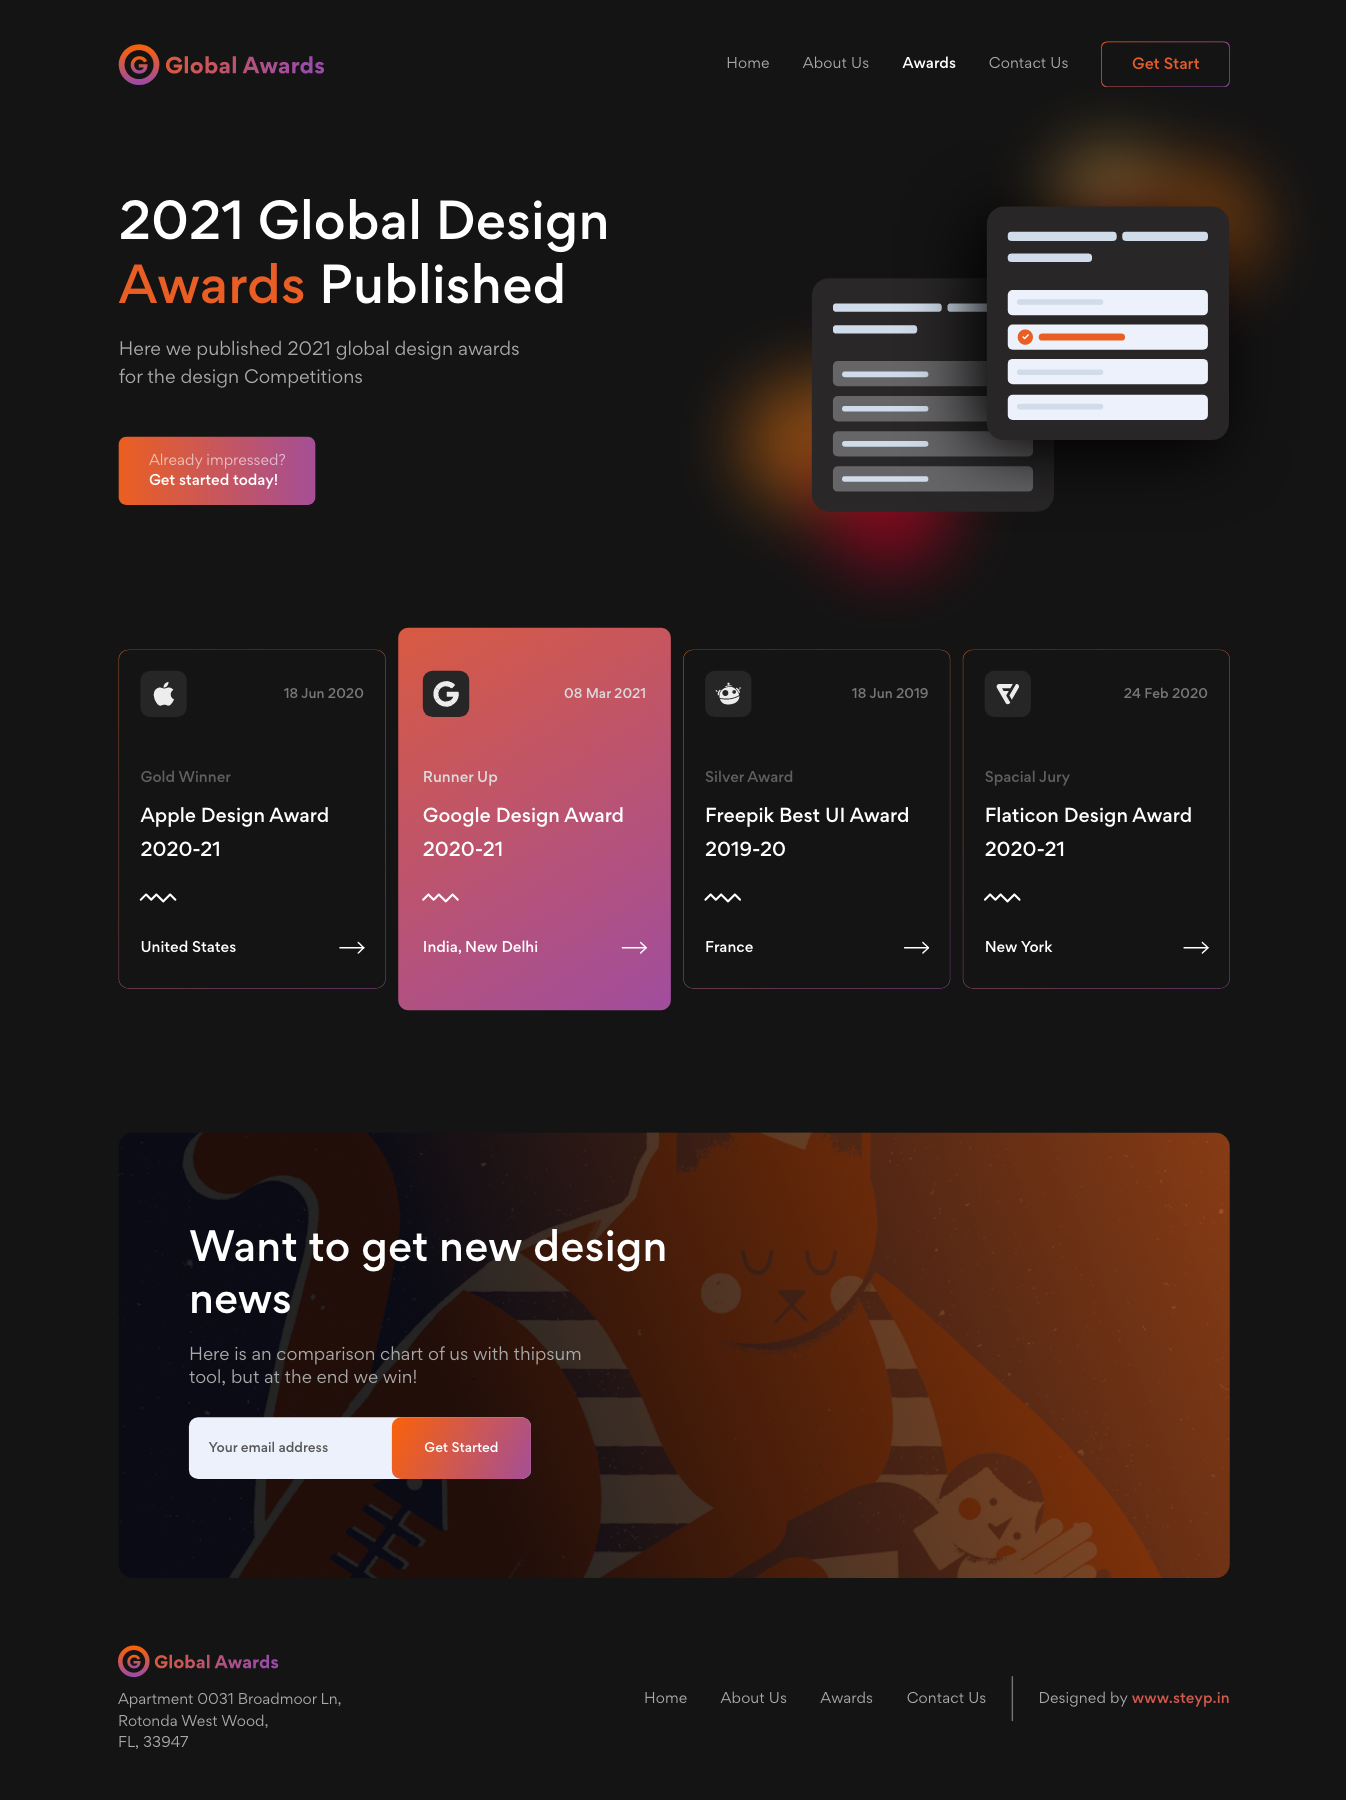 Global Awards
Home About Us Awards Contact Us Get Start
2021 Global Design
Awards Published
Here we published 2021 global design awards
for the design Competitions
Already impressed?
Get started today!
18 Jun 2020
Gold Winner
Apple Design Award
2020-21
United States
08 Mar 2021
Runner Up
Google Design Award
2020-21
India, New Delhi
18 Jun 2019
Silver Award
Freepik Best UI Award
2019-20
France
24 Feb 2020
Spacial Jury
Flaticon Design Award
2020-21
New York
Want to get new design
news
Here is an comparison chart of us with thipsum
tool, but at the end we win!
Your email address Get Started
Global Awards
Apartment 0031 Broadmoor Ln,
Rotonda West Wood,
FL, 33947
Home About Us Awards Contact Us Designed by www.steyp.in